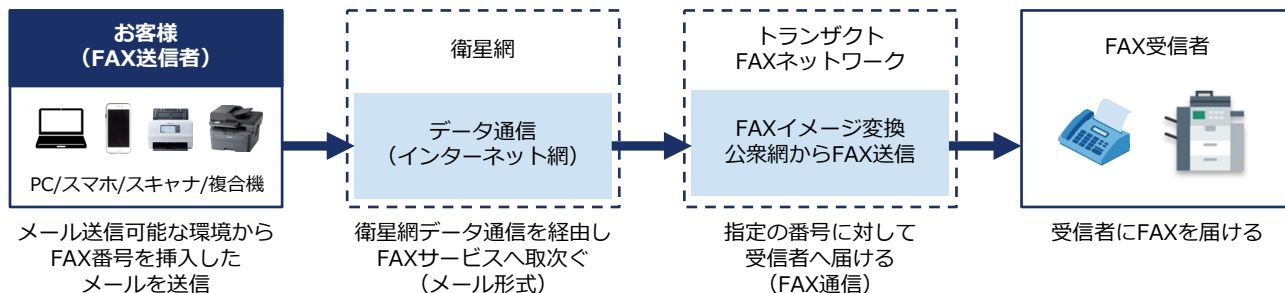 お客様
（FAX送信者）
PC/スマホ/スキャナ/複合機
メール送信可能な環境から
FAX番号を挿入した
メールを送信
衛星網
データ通信
（インターネット網）
衛星網データ通信を経由し
FAXサービスへ取次ぐ
（メール形式）
トランザクト
FAXネットワーク
FAXイメージ変換
公衆網からFAX送信
指定の番号に対して
受信者へ届ける
（FAX通信）
FAX受信者
受信者にFAXを届ける